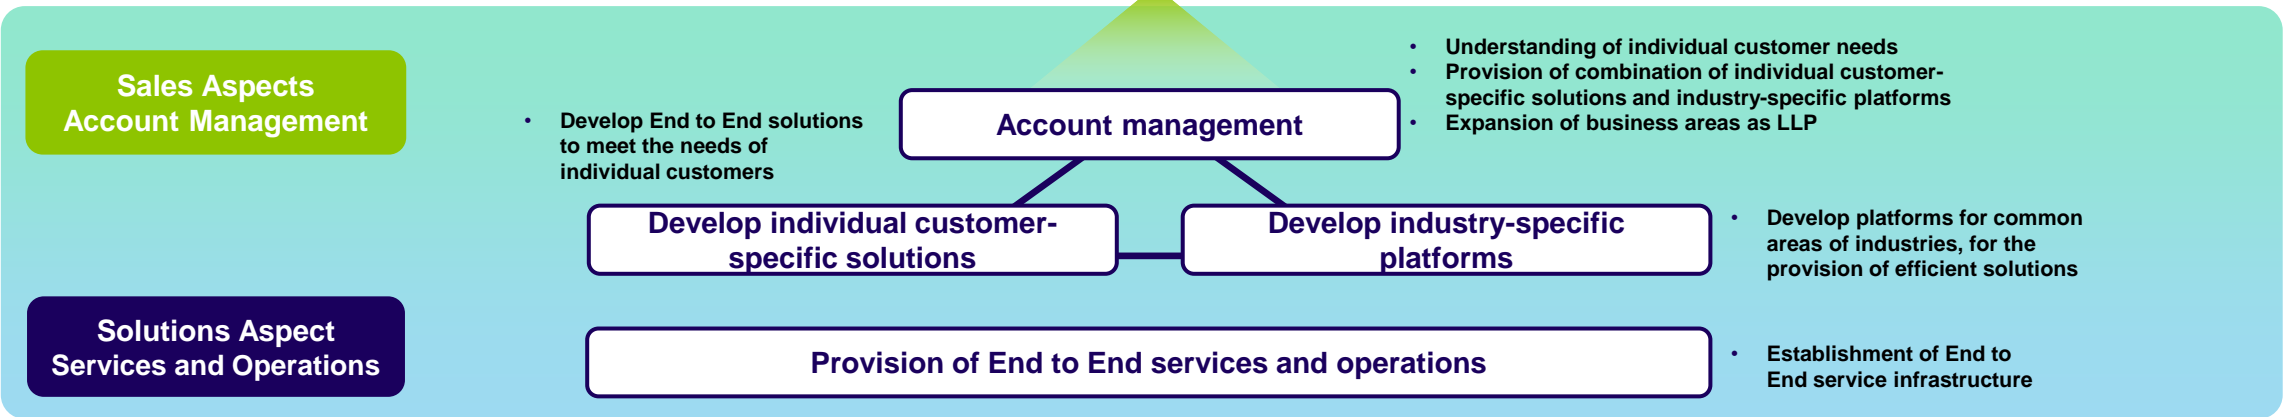 Sales Aspects
Account Management
• Develop End to End solutions
to meet the needs of
individual customers
Account management
• Understanding of individual customer needs
• Provision of combination of individual customer-
specific solutions and industry-specific platforms
• Expansion of business areas as LLP
Develop individual customer-
specific solutions
Develop industry-specific
platforms
• Develop platforms for common
areas of industries, for the
provision of efficient solutions
Solutions Aspect
Services and Operations
Provision of End to End services and operations
• Establishment of End to
End service infrastructure